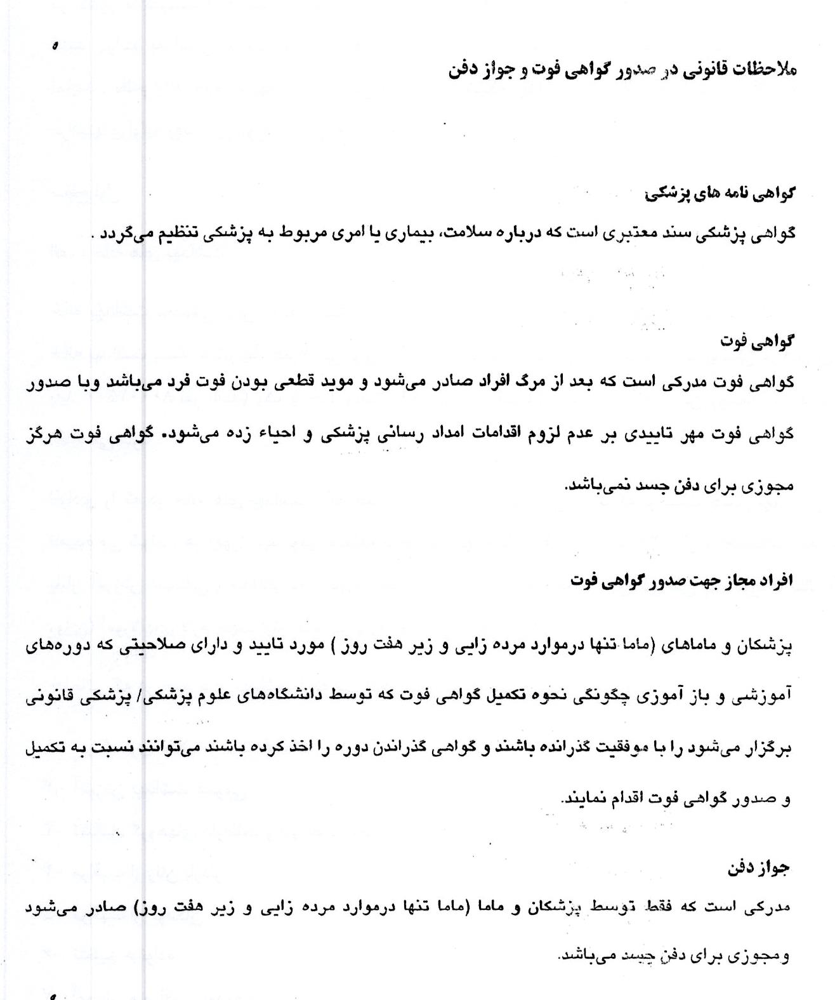 ملاحظات قانونی در صدور گواهی فوت و جواز دفن
گواهی نامه های پزشکی
گواهی پزشکی سند معتبری است که درباره سلامت، بیماری یا امری مربوط به پزشکی تنظیم می‌گردد .
گواهی فوت
گواهی فوت مدرکی است که بعد از مرگ افراد صادر می‌شود و موید قطعی بودن فوت فرد می‌باشد وبا صدور
گواهی فوت مهر تاییدی بر عدم لزوم اقدامات امداد رسانی پزشکی و احیاء زده می‌شود. گواهی فوت هرگز
مجوزی برای دفن جسد نمی‌باشد.
افراد مجاز جهت صدور گواهی فوت
پزشکان و ماماهای (ماما تنها درموارد مرده زایی و زیر هفت روز ) مورد تایید و دارای صلاحیتی که دوره‌های
آموزشی و باز آموزی چگونگی نحوه تکمیل گواهی فوت که توسط دانشگاه‌های علوم پزشکی/ پزشکی قانونی
برگزار می‌شود را با موفقیت گذرانده باشند و گواهی گذراندن دوره را اخذ کرده باشند می‌توانند نسبت به تکمیل
و صدور گواهی فوت اقدام نمایند.
جواز دفن
مدرکی است که فقط توسط پزشکان و ماما (ماما تنها درموارد مرده زایی و زیر هفت روز) صادر می‌شود
ومجوزی برای دفن جسد می‌باشد.